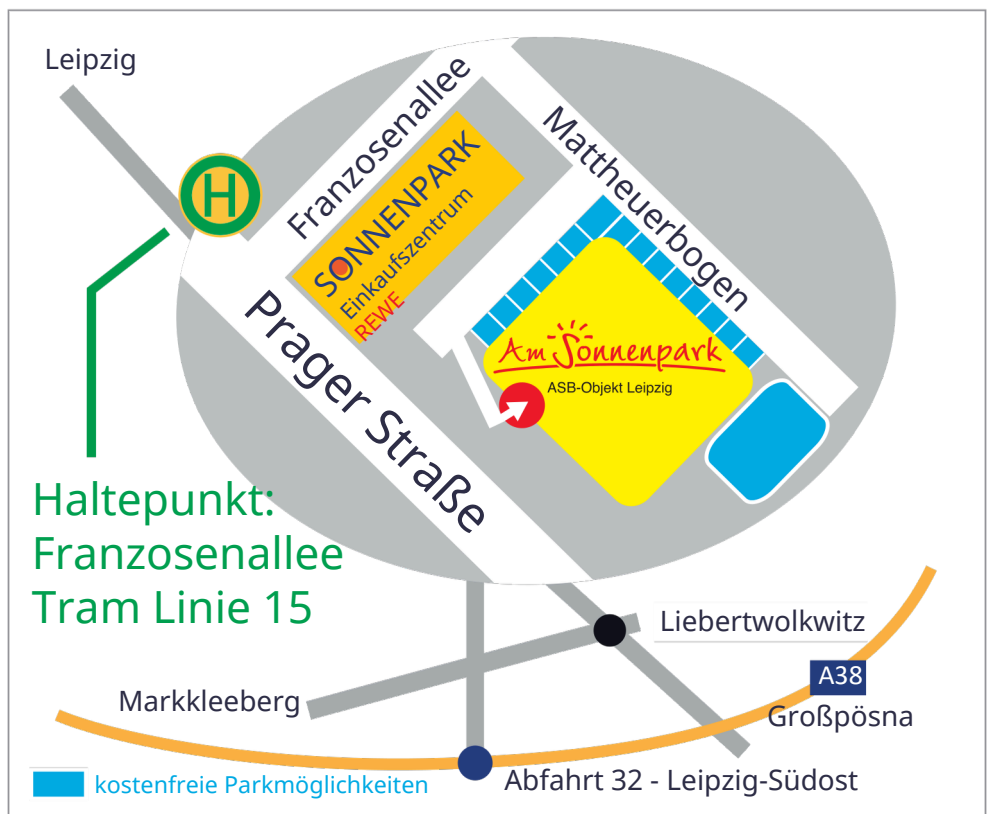 Leipzig
H
Franzosenallee
Mattheuerbogen
SONNENPARK
Einkaufszentrum
REWE
Prager Straße
Am Sonnenpark
ASB-Objekt Leipzig
Haltepunkt:
Franzosenallee
Tram Linie 15
Liebertwolkwitz
A38
Markkleeberg
Großpösna
Abfahrt 32 - Leipzig-Südost
kostenfreie Parkmöglichkeiten